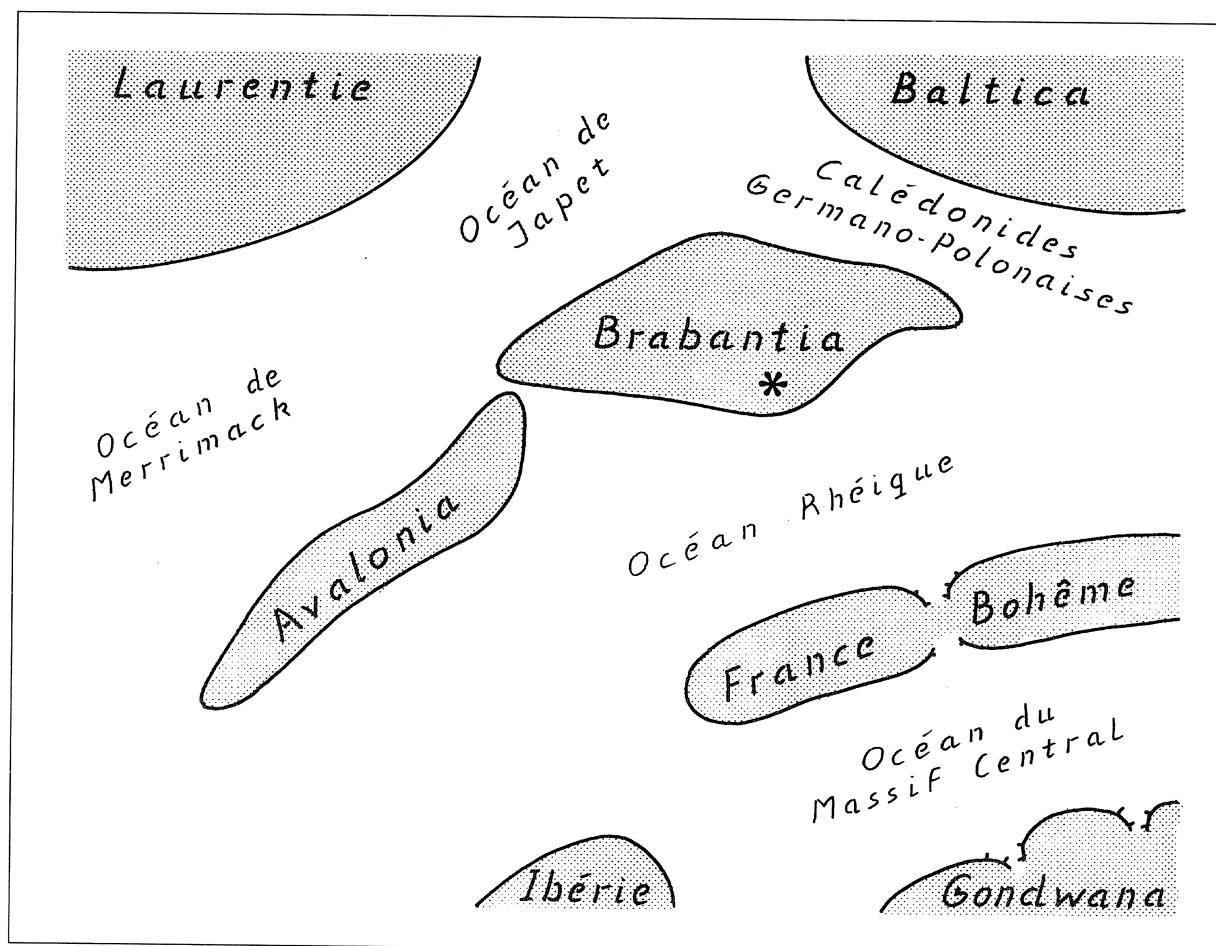 Laurentie
Baltica
Océan de
Japet
Calédonides
Germano-Polonaises
Brabantia
*
Océan de
Merrimack
Avalonia
Océan Rhéique
Bohême
France
Océan du
Massif Central
Ibérie
Gondwana